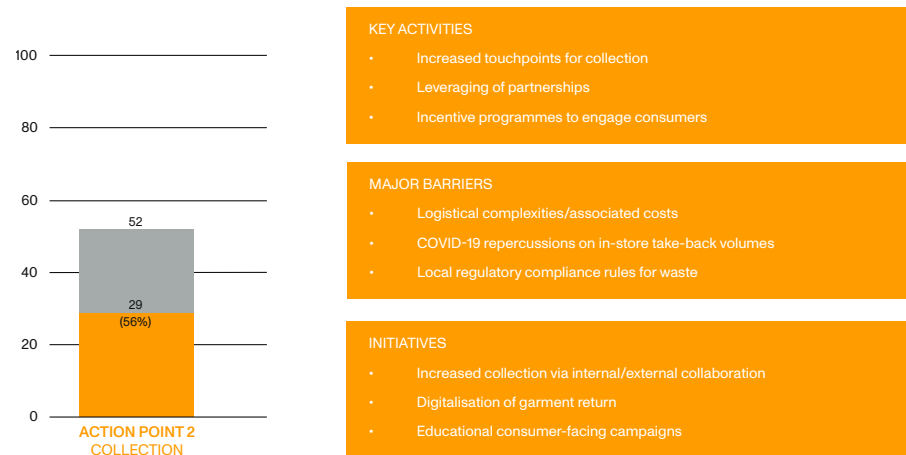 100
80
60
40
20
0
52
29
(56%)
ACTION POINT 2
COLLECTION
KEY ACTIVITIES
• Increased touchpoints for collection
• Leveraging of partnerships
• Incentive programmes to engage consumers
MAJOR BARRIERS
• Logistical complexities/associated costs
• COVID-19 repercussions on in-store take-back volumes
• Local regulatory compliance rules for waste
INITIATIVES
• Increased collection via internal/external collaboration
• Digitalisation of garment return
• Educational consumer-facing campaigns